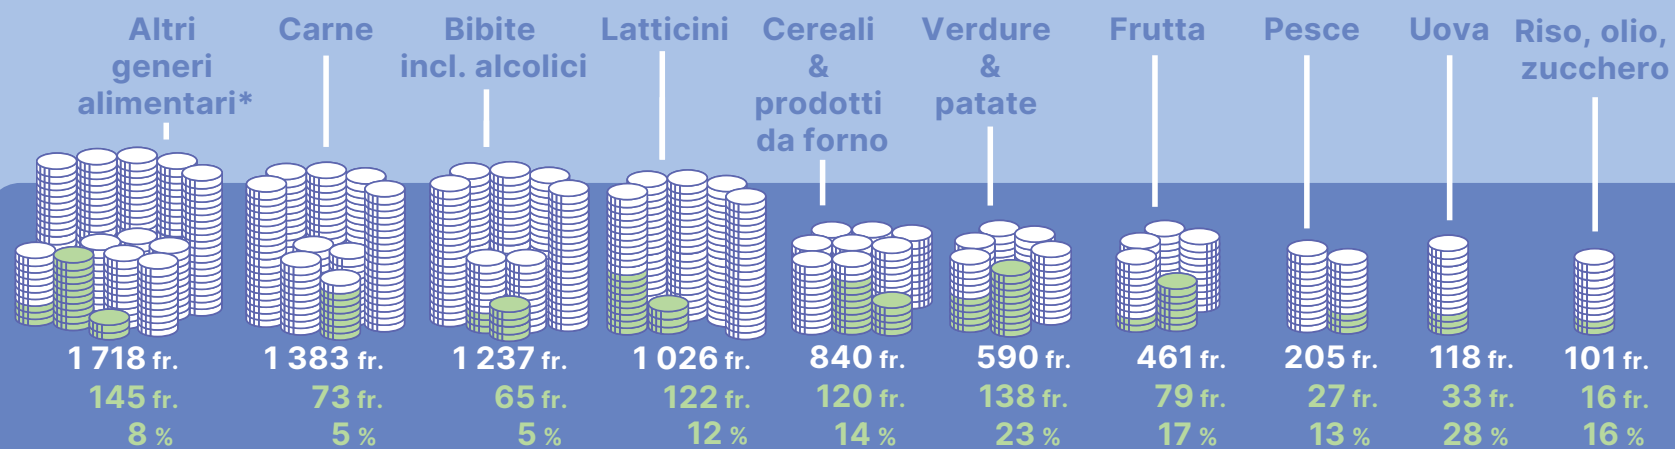 Altri
generi
alimentari*
Carne
Bibite
incl. alcolici
Latticini
Cereali
&
prodotti
da forno
Verdure
&
patate
Frutta
Pesce
Uova
Riso, olio,
zucchero
1 718 fr.
145 fr.
8 %
1 383 fr.
73 fr.
5 %
1 237 fr.
65 fr.
5 %
1 026 fr.
122 fr.
12 %
840 fr.
120 fr.
14 %
590 fr.
138 fr.
23 %
461 fr.
79 fr.
17 %
205 fr.
27 fr.
13 %
118 fr.
33 fr.
28 %
101 fr.
16 fr.
16 %